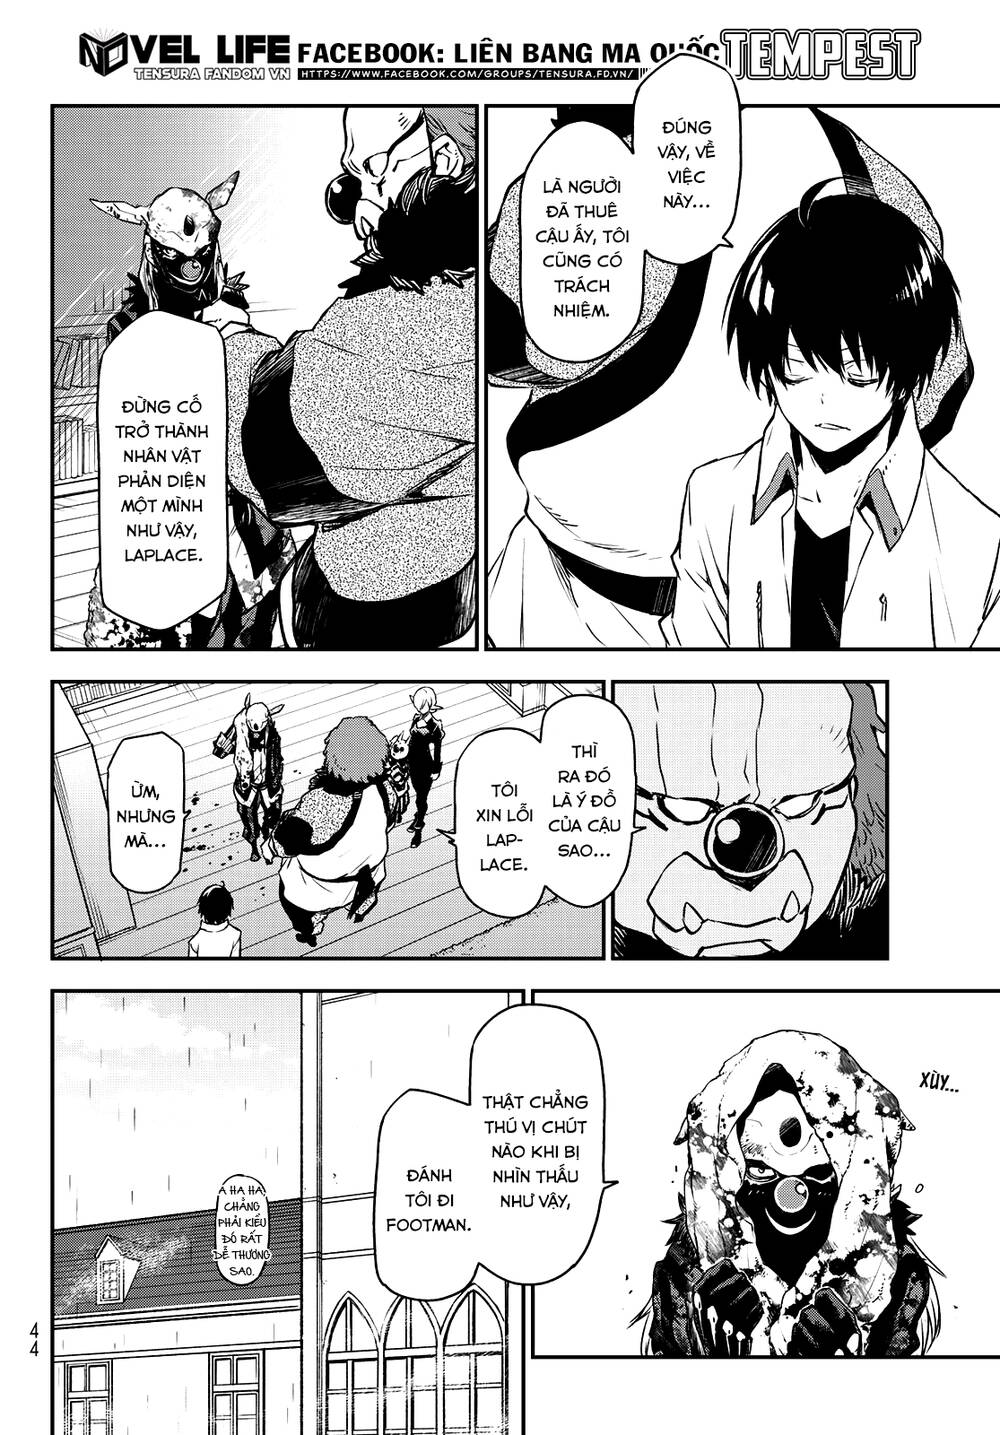 NOVEL LIFE
TENSURA FANDOM VN
FACEBOOK: LIÊN BANG MA QUỐC
HTTPS://WWW.FACEBOOK.COM/GROUPS/TENSURA.FD.VN/
TEMPEST
ĐÚNG
VẬY, VỀ
VIỆC
NÀY...
LÀ NGƯỜI
ĐÃ THUÊ
CẬU ẤY, TÔI
CŨNG CÓ
TRÁCH
NHIỆM.
ĐỪNG CỐ
TRỞ THÀNH
NHÂN VẬT
PHẢN DIỆN
MỘT MÌNH
NHƯ VẬY,
LAPLACE.
THÌ
RA ĐÓ
LÀ Ý ĐỒ
CỦA CẬU
SAO...
TÔI
XIN LỖI
LAP-
LACE.
ỪM,
NHƯNG
MÀ...
XÙY...
THẬT CHẲNG
THÚ VỊ CHÚT
NÀO KHI BỊ
NHÌN THẤU
NHƯ VẬY,
ĐÁNH
TÔI ĐI
FOOTMAN.
A HA HA!
CHẲNG
PHẢI KIỂU
ĐÓ RẤT
DỄ THƯƠNG
SAO.
44